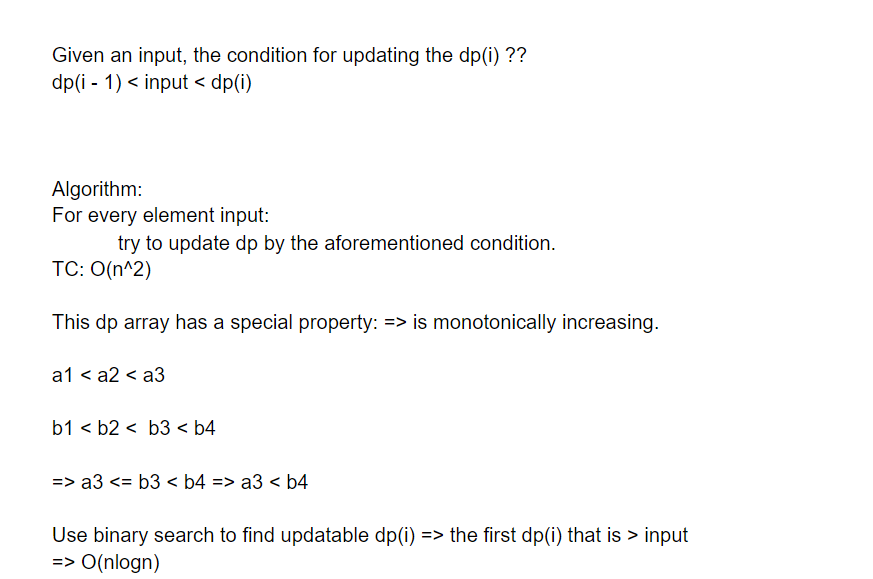 Given an input, the condition for updating the dp(i) ??
dp(i - 1) < input < dp(i)
Algorithm:
For every element input:
try to update dp by the aforementioned condition.
TC: O(n^2)
This dp array has a special property: => is monotonically increasing.
a1 < a2 < a3
b1 < b2 <  b3 < b4
=> a3 <= b3 < b4 => a3 < b4
Use binary search to find updatable dp(i) => the first dp(i) that is > input
=> O(nlogn)